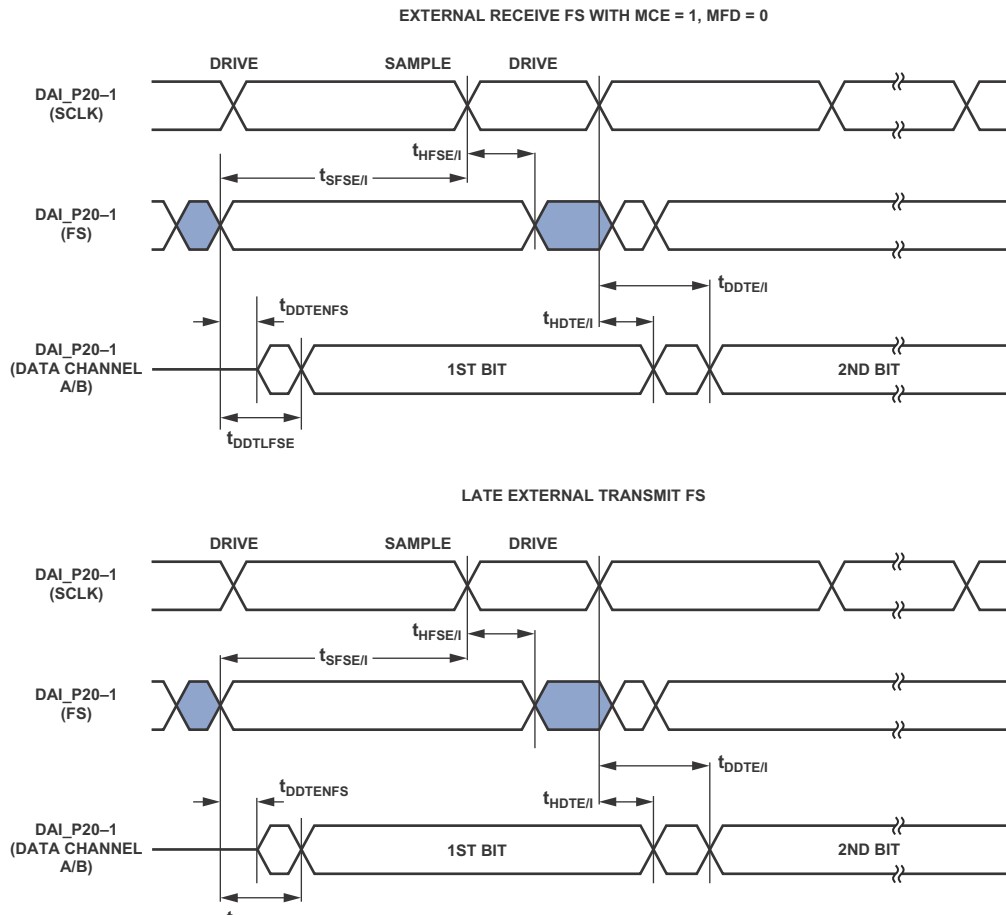 EXTERNAL RECEIVE FS WITH MCE = 1, MFD = 0
DRIVE SAMPLE DRIVE
DAI_P20–1
(SCLK)
tHFSE/I
tSFSE/I
DAI_P20–1
(FS)
tDDTE/I
tDDTENFS
tHDTE/I
DAI_P20–1
(DATA CHANNEL
A/B)
1ST BIT 2ND BIT
tDDTLFSE
LATE EXTERNAL TRANSMIT FS
DRIVE SAMPLE DRIVE
DAI_P20–1
(SCLK)
tHFSE/I
tSFSE/I
DAI_P20–1
(FS)
tDDTE/I
tDDTENFS
tHDTE/I
DAI_P20–1
(DATA CHANNEL
A/B)
1ST BIT 2ND BIT